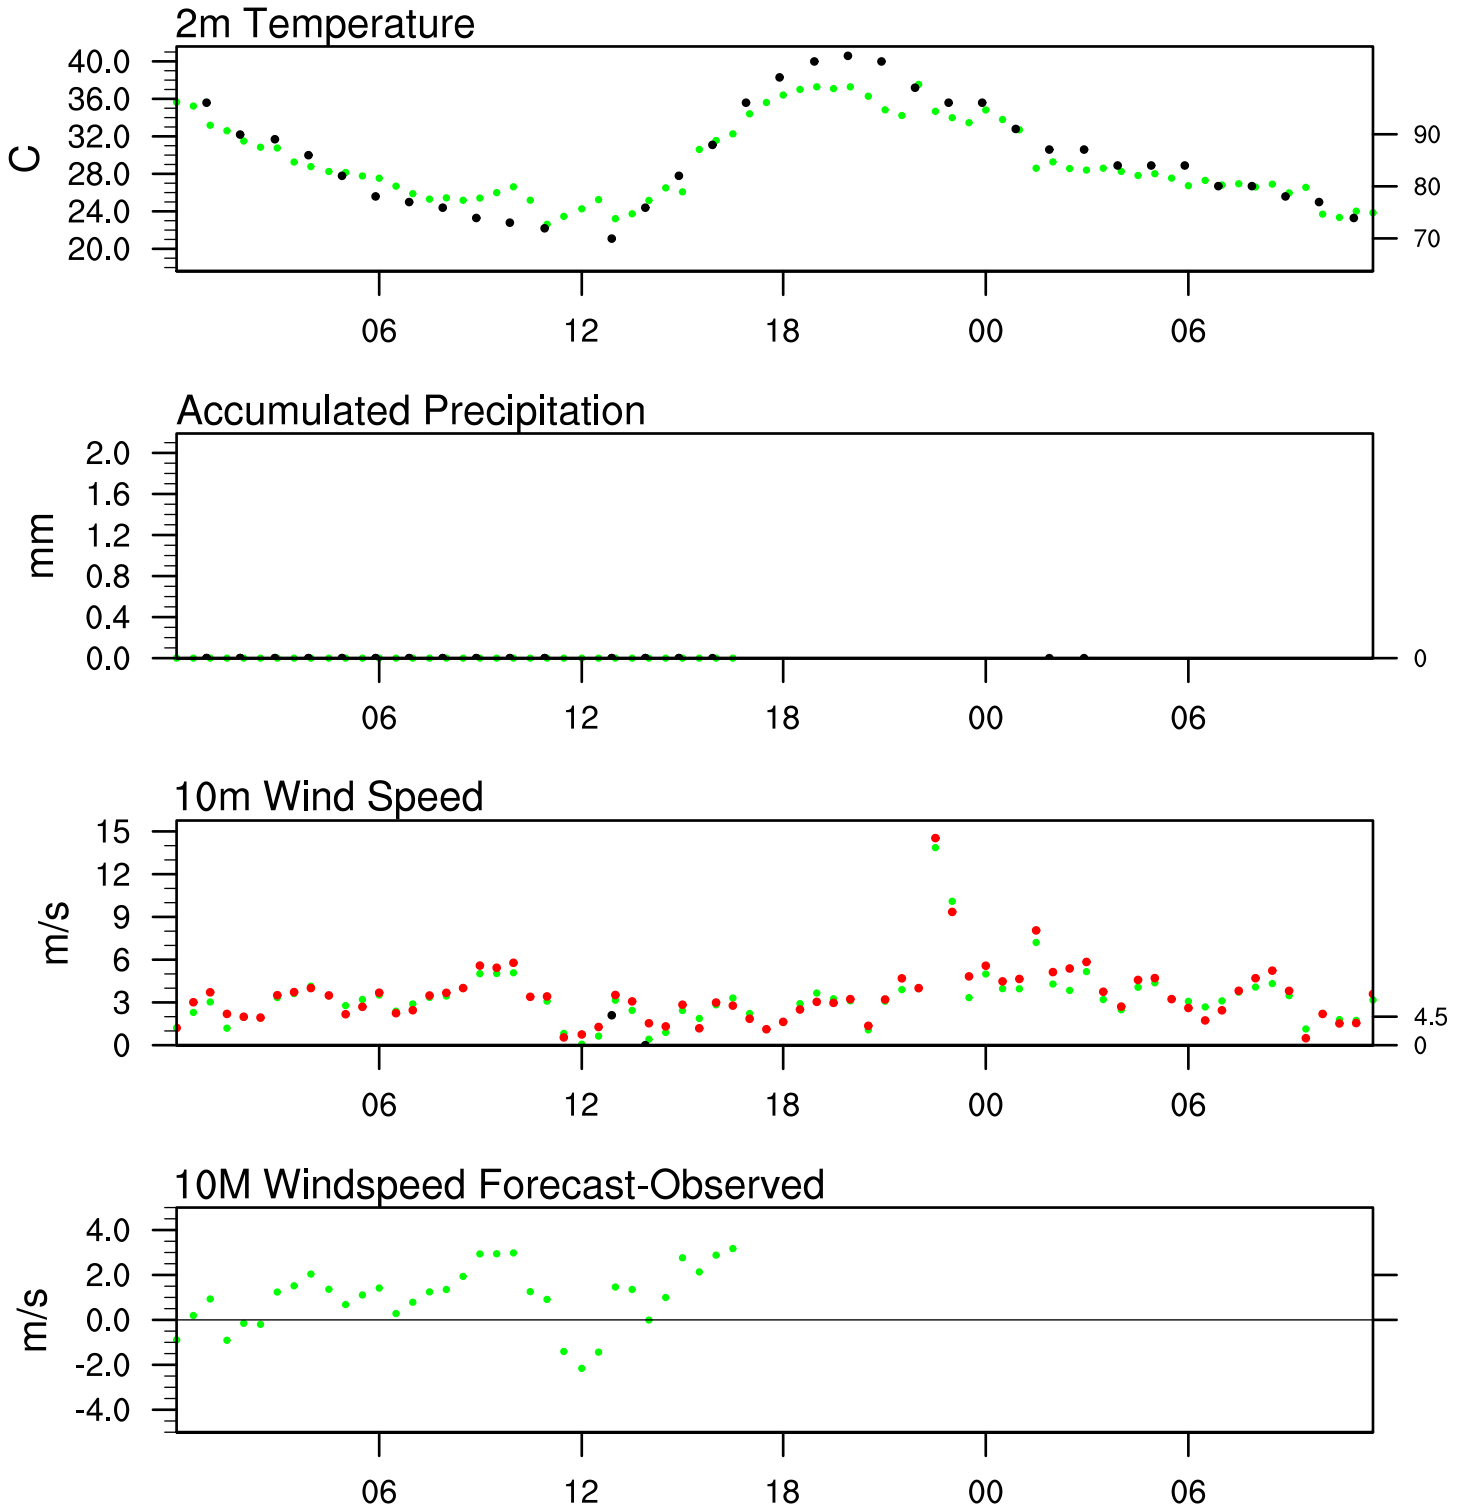 2m Temperature
40.0
36.0
32.0
28.0
24.0
20.0
C
90
80
70
06 12 18 00 06
Accumulated Precipitation
2.0
1.6
1.2
0.8
0.4
0.0
mm
0
06 12 18 00 06
10m Wind Speed
15
12
9
6
3
0
m/s
4.5
0
06 12 18 00 06
10M Windspeed Forecast-Observed
4.0
2.0
0.0
-2.0
-4.0
m/s
06 12 18 00 06